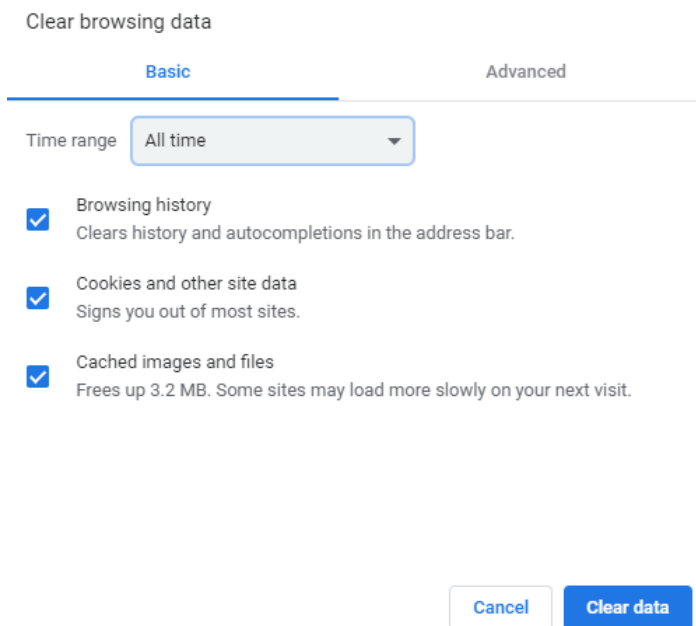 Clear browsing data
Basic
Advanced
Time range
All time
Browsing history
Clears history and autocompletions in the address bar.
Cookies and other site data
Signs you out of most sites.
Cached images and files
Frees up 3.2 MB. Some sites may load more slowly on your next visit.
Cancel
Clear data